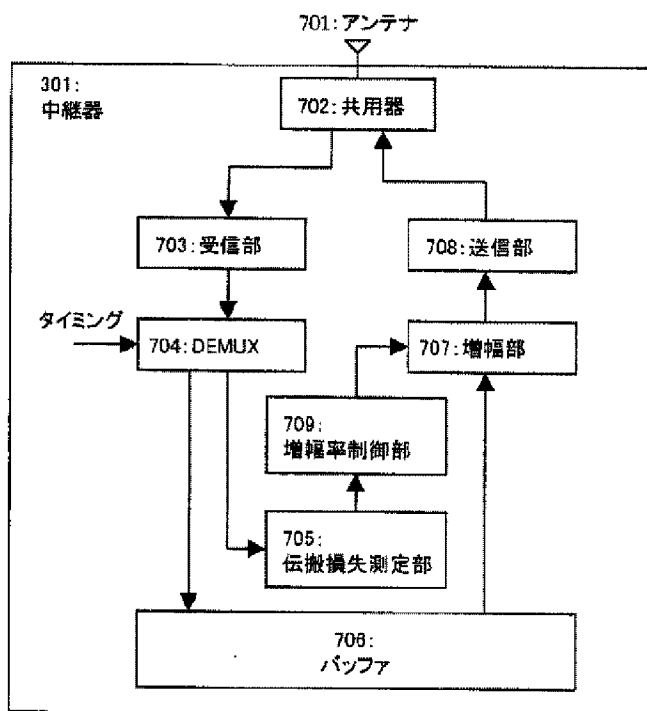 701:アンテナ
301:
中継器
702:共用器
703:受信部
708:送信部
タイミング
704:DEMUX
707:増幅部
709:
増幅率制御部
705:
伝搬損失測定部
706:
バッファ